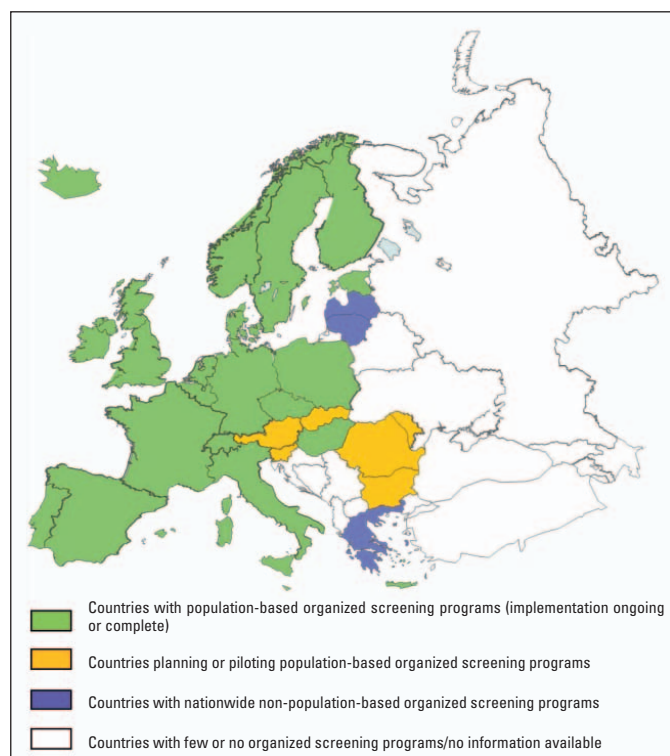 Countries with population-based organized screening programs (implementation ongoing
or complete)
Countries planning or piloting population-based organized screening programs
Countries with nationwide non-population-based organized screening programs
Countries with few or no organized screening programs/no information available